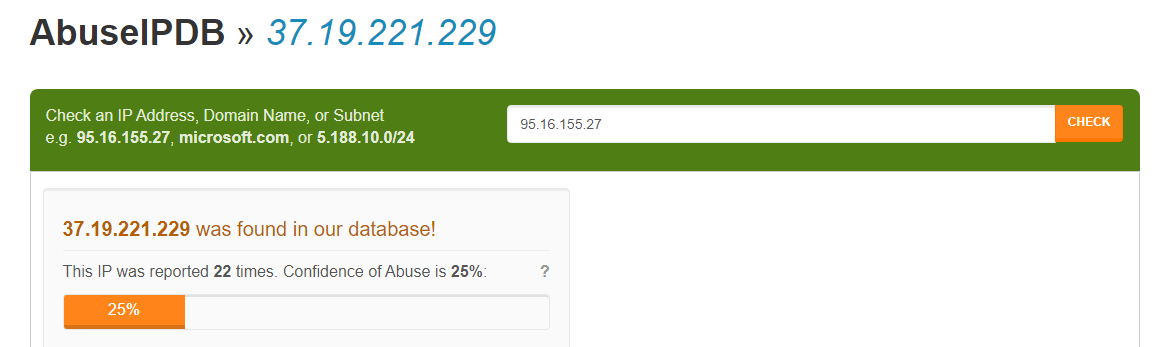 AbuseIPDB » 37.19.221.229
Check an IP Address, Domain Name, or Subnet
e.g. 95.16.155.27, microsoft.com, or 5.188.10.0/24
95.16.155.27
CHECK
37.19.221.229 was found in our database!
This IP was reported 22 times. Confidence of Abuse is 25%: ?
25%